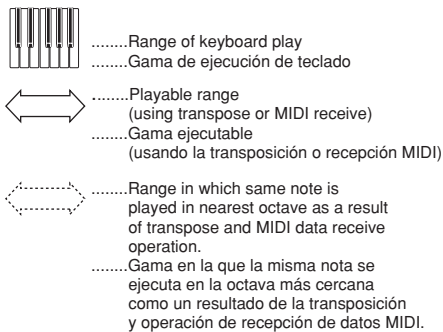 ........Range of keyboard play
........Gama de ejecución de teclado
........Playable range
(using transpose or MIDI receive)
........Gama ejecutable
(usando la transposición o recepción MIDI)
........Range in which same note is
played in nearest octave as a result
of transpose and MIDI data receive
operation.
........Gama en la que la misma nota se
ejecuta en la octava más cercana
como un resultado de la transposición
y operación de recepción de datos MIDI.